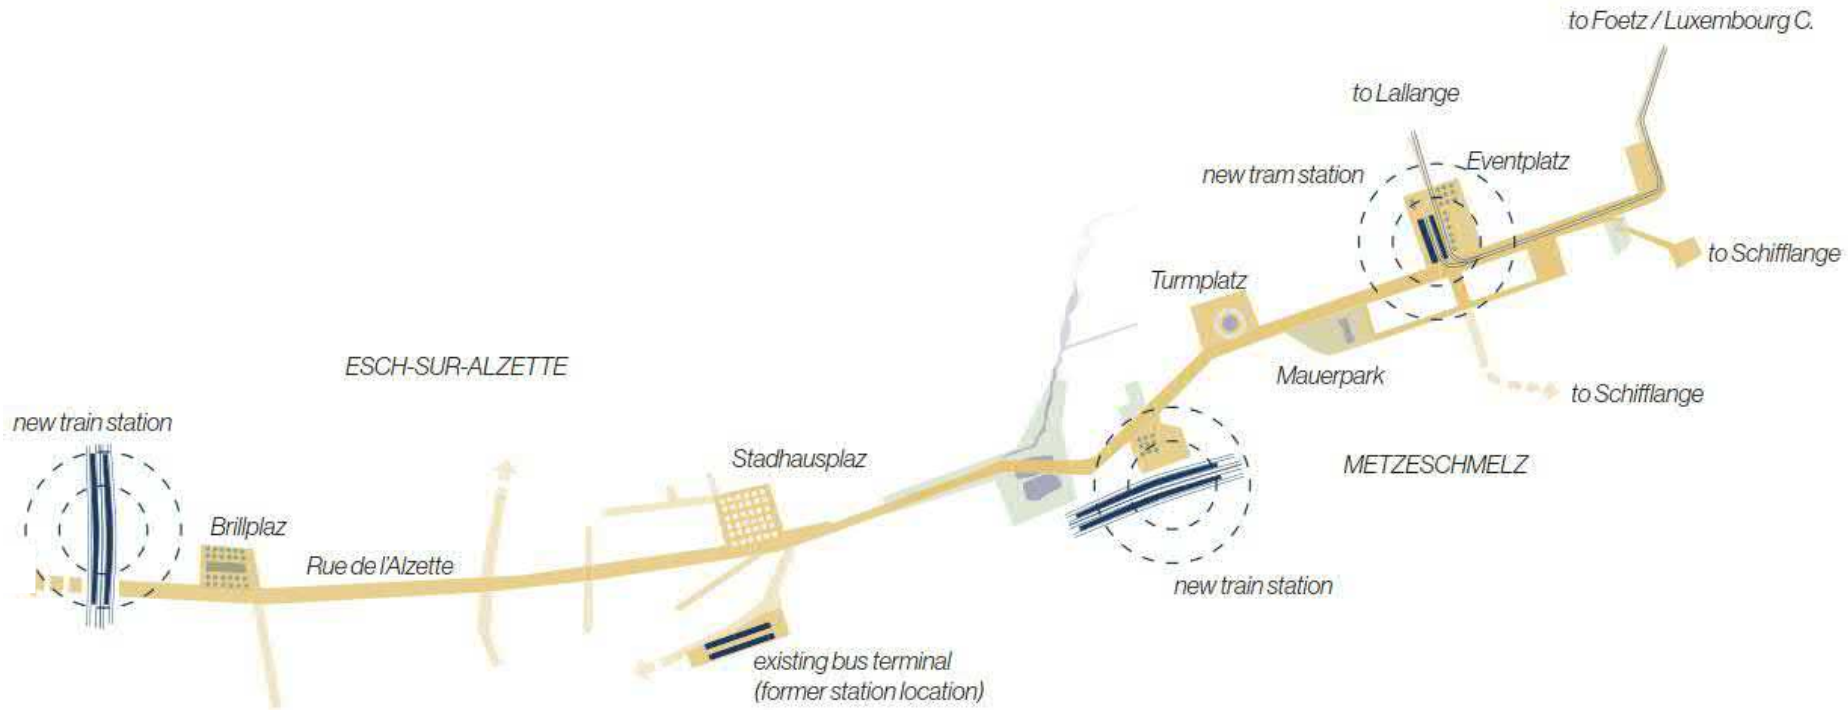 to Foetz / Luxembourg C.
to Lallange
Eventplatz
new tram station
to Schifflange
Turmplatz
ESCH-SUR-ALZETTE
Mauerpark
to Schifflange
new train station
Stadhausplaz
METZESCHMELZ
Brillplaz
Rue de l'Alzette
new train station
existing bus terminal
(former station location)